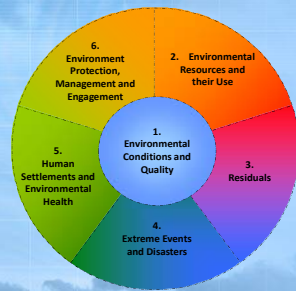 1.
Environmental
Conditions and
Quality
2. Environmental
Resources and
their Use
3.
Residuals
4.
Extreme Events
and Disasters
5.
Human
Settlements and
Environmental
Health
6.
Environment
Protection,
Management and
Engagement